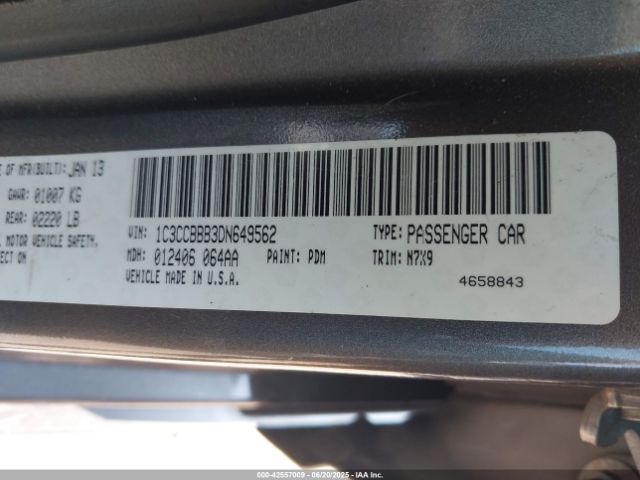 E OF MFR(BUILT): JAN 13
GAWR: 01007 KG
REAR: 02220 LB
L MOTOR VEHICLE SAFETY.
ECT ON
VIN: 1C3CCBBB3DN649562
TYPE: PASSENGER CAR
MDH: 012406 064AA
PAINT: PDM
TRIM: N7X9
VEHICLE MADE IN U.S.A.
4658843
000-42557009 - 06/20/2025 - IAAI Inc.